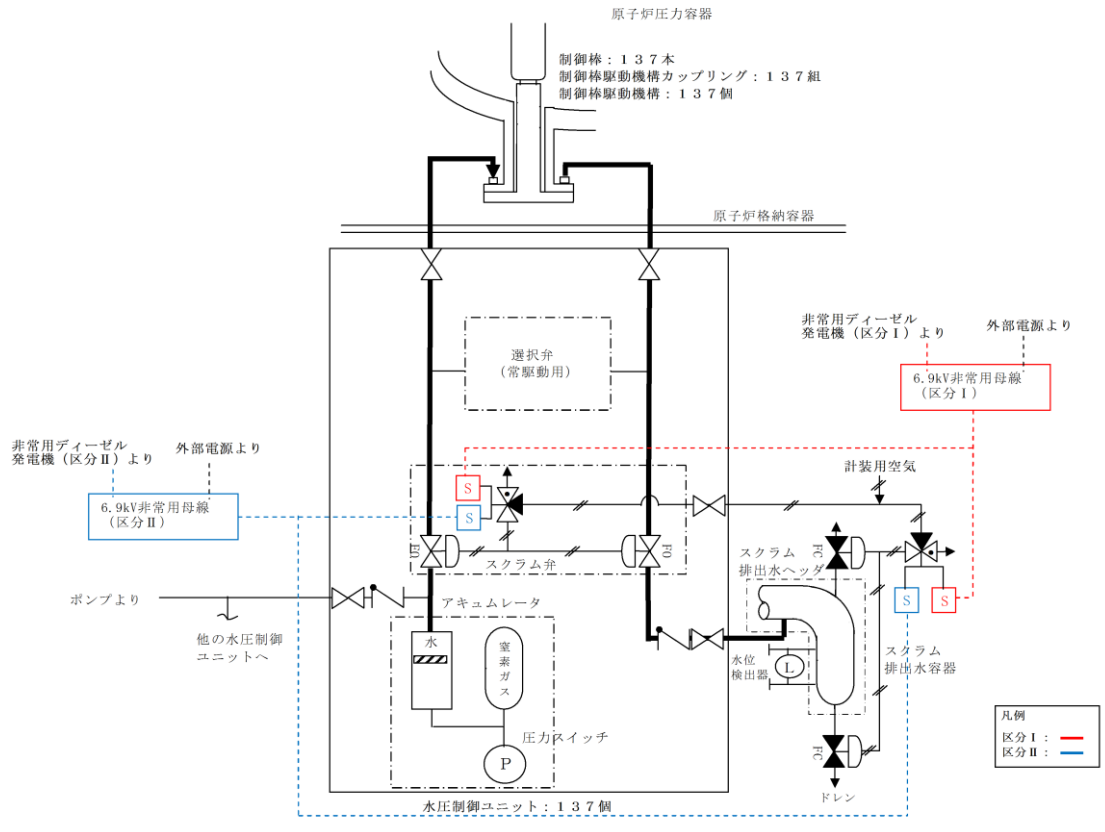 原子炉圧力容器
制御棒：１３７本
制御棒駆動機構カップリング：１３７組
制御棒駆動機構：１３７個
原子炉格納容器
非常用ディーゼル
発電機（区分Ⅰ）より
外部電源より
6.9kV非常用母線
（区分Ⅰ）
選択弁
（常駆動用）
非常用ディーゼル
発電機（区分Ⅱ）より
外部電源より
6.9kV非常用母線
（区分Ⅱ）
S
S
計装用空気
FO
FO
スクラム弁
スクラム
排出水ヘッダ
FC
S
S
ポンプより
他の水圧制御
ユニットへ
アキュムレータ
水
窒素ガス
圧力スイッチ
P
水位
検出器
L
スクラム
排出水容器
FC
ドレン
凡例
区分Ⅰ：
区分Ⅱ：
水圧制御ユニット：１３７個